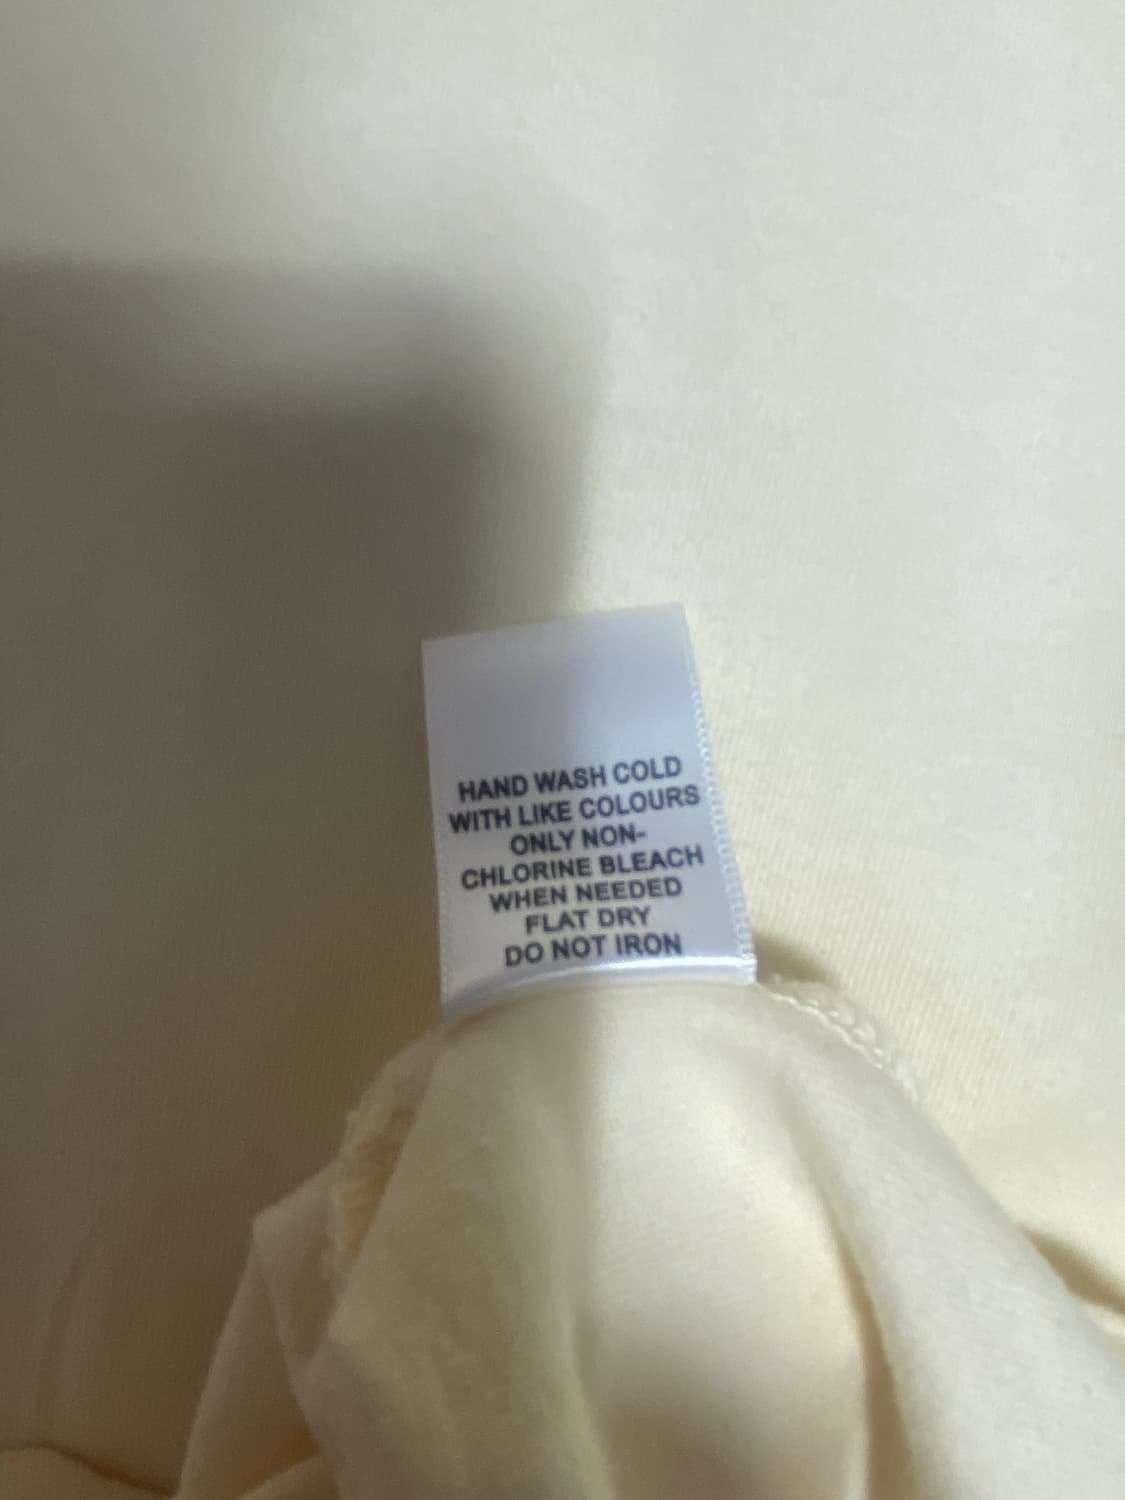 HAND WASH COLD
WITH LIKE COLOURS
ONLY NON-
CHLORINE BLEACH
WHEN NEEDED
FLAT DRY
DO NOT IRON